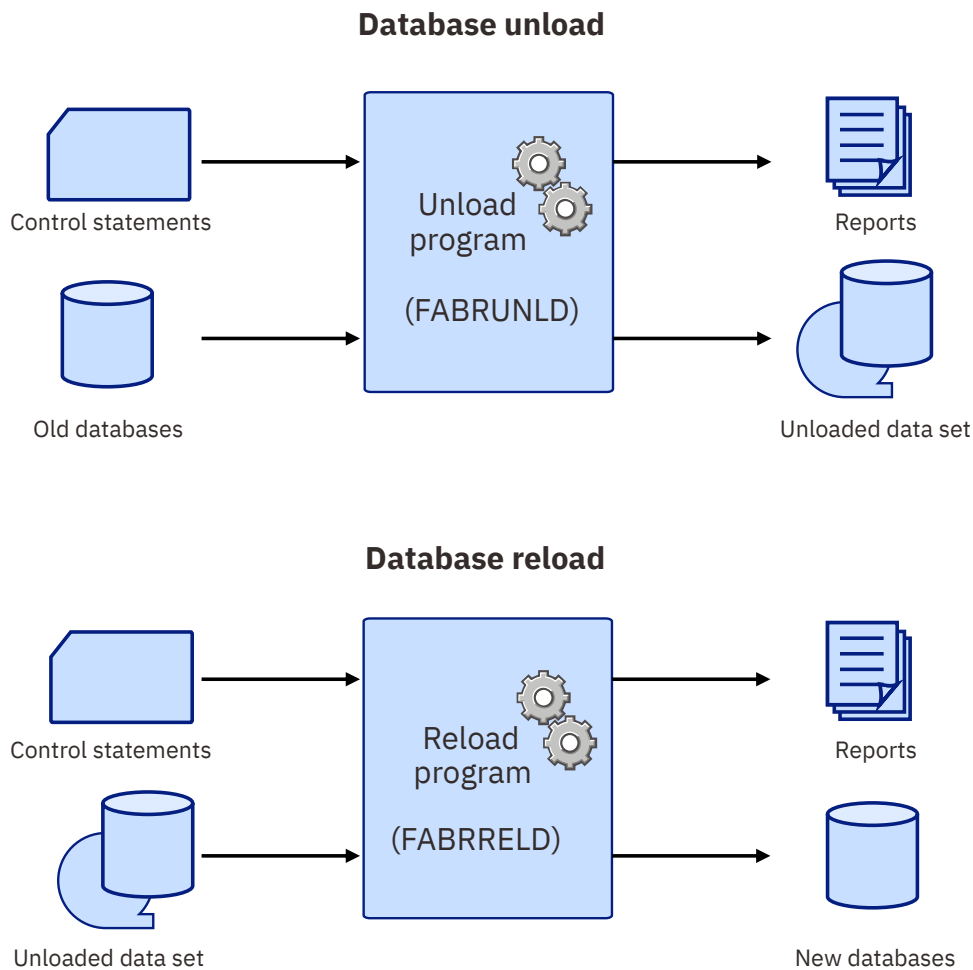 Database unload
Control statements
Unload
program
(FABRUNLD)
Reports
Old databases
Unloaded data set
Database reload
Control statements
Reload
program
(FABRRELD)
Reports
Unloaded data set
New databases